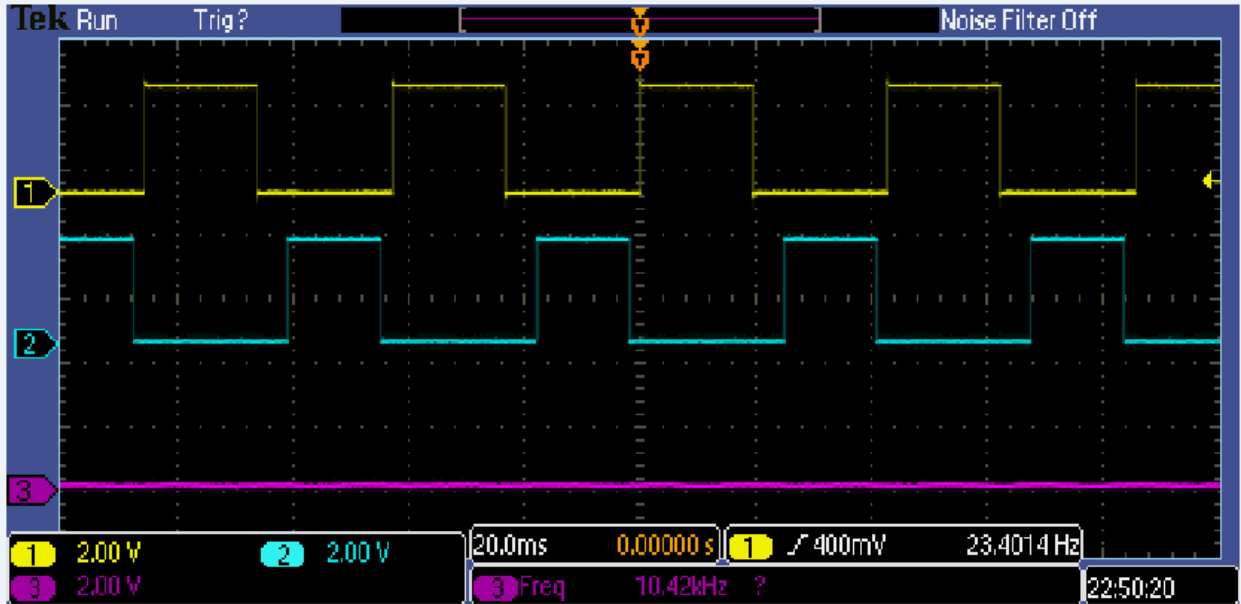 Tek Run Trig? Noise Filter Off
T
T
1
2
3
1 2.00 V 2 2.00 V 20.0ms 0.00000 s 1 400mV 23.4014 Hz
3 2.00 V 3 Freq 10.42kHz ? 22:50:20